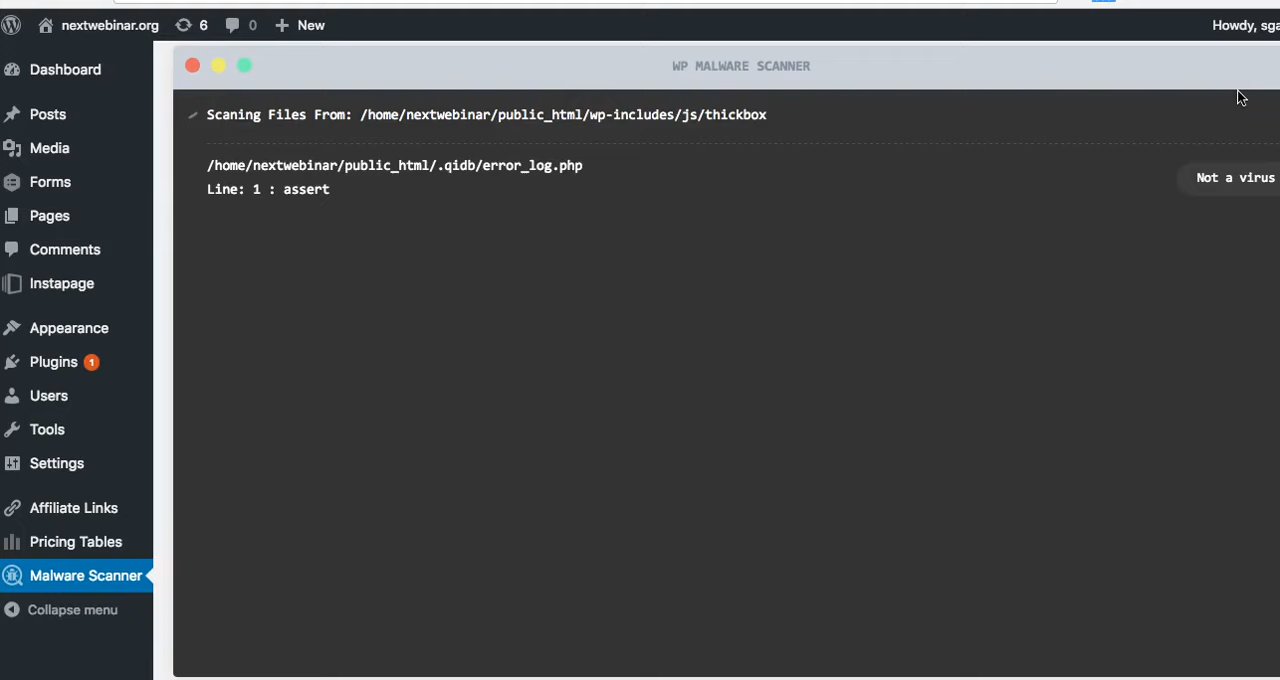 nextwebinar.org 6 0 New Howdy, sga
WP MALWARE SCANNER
Scaning Files From: /home/nextwebinar/public_html/wp-includes/js/thickbox
/home/nextwebinar/public_html/.qidb/error_log.php
Line: 1 : assert
Not a virus
Dashboard
Posts
Media
Forms
Pages
Comments
Instapage
Appearance
Plugins 1
Users
Tools
Settings
Affiliate Links
Pricing Tables
Malware Scanner
Collapse menu